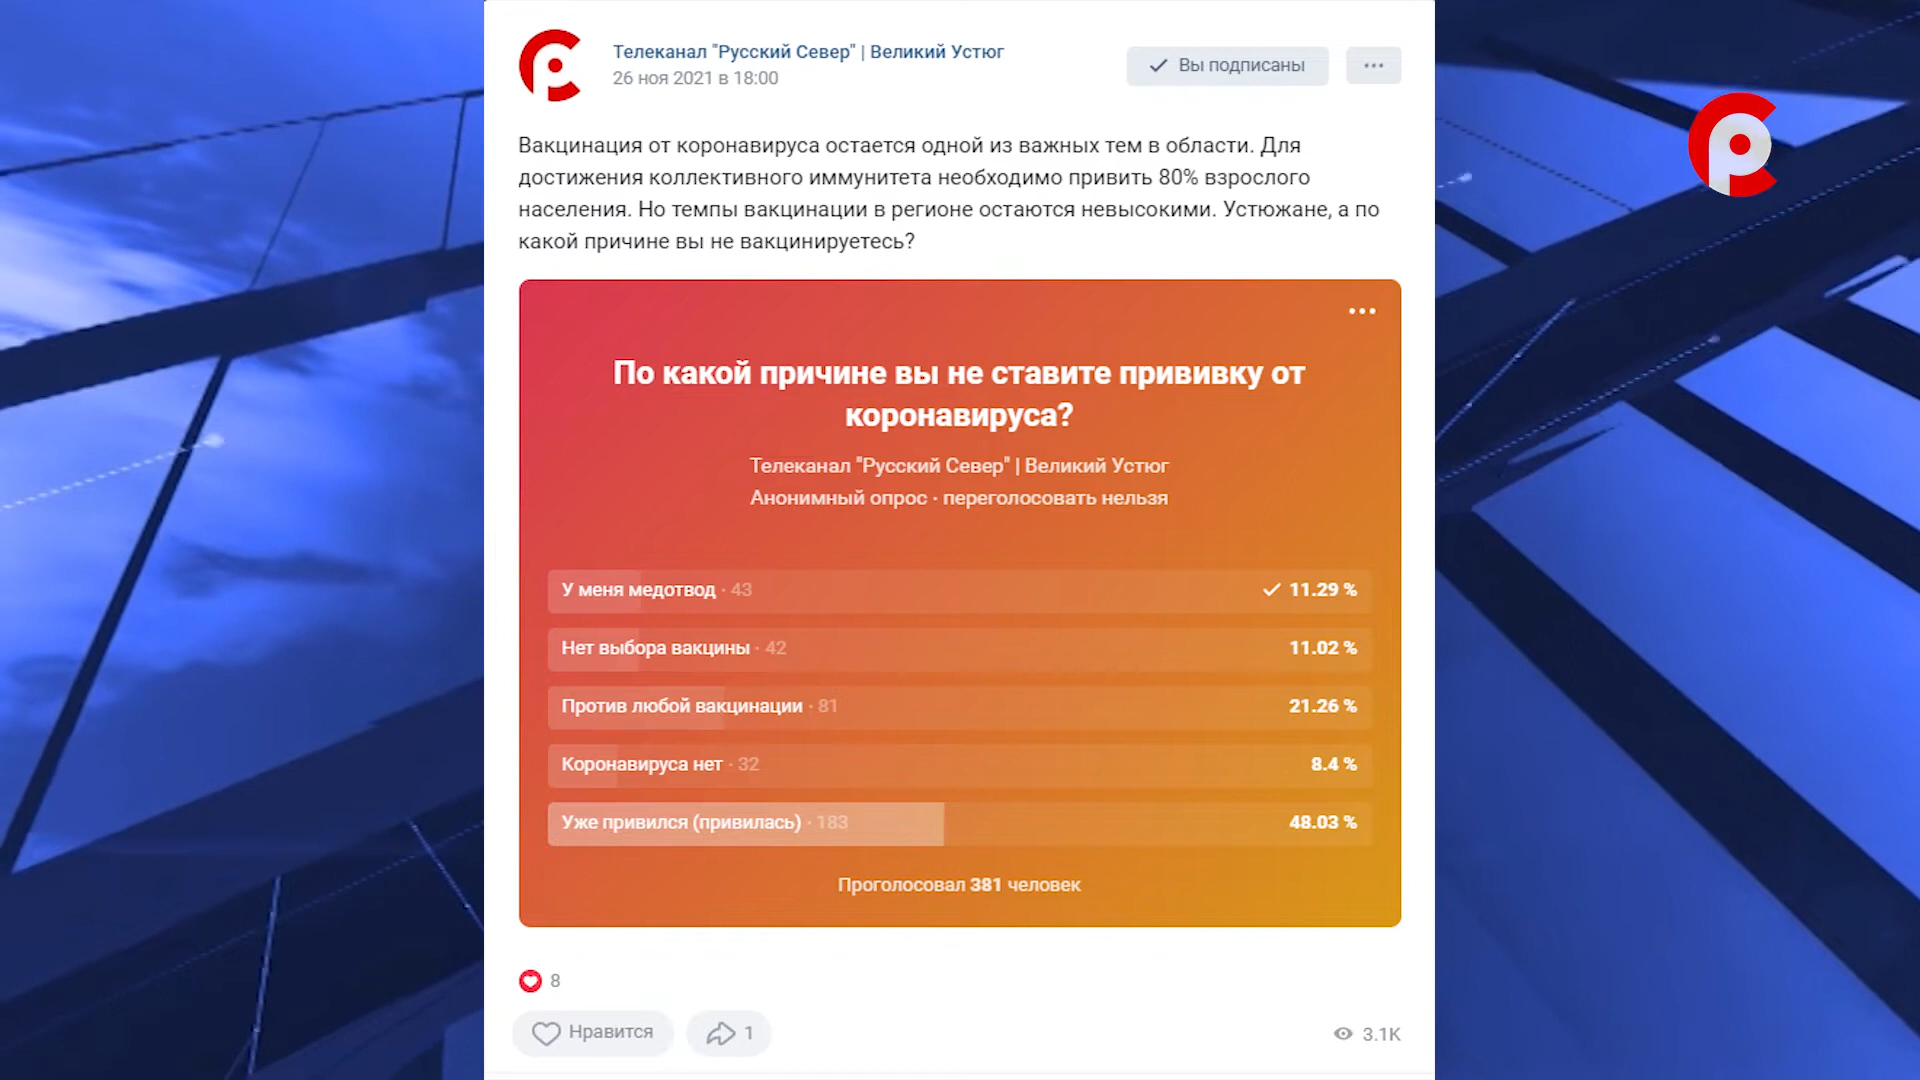 Телеканал "Русский Север" | Великий Устюг
26 ноя 2021 в 18:00
Вы подписаны
Вакцинация от коронавируса остается одной из важных тем в области. Для
достижения коллективного иммунитета необходимо привить 80% взрослого
населения. Но темпы вакцинации в регионе остаются невысокими. Устюжане, а по
какой причине вы не вакцинируетесь?
По какой причине вы не ставите прививку от
коронавируса?
Телеканал "Русский Север" | Великий Устюг
Анонимный опрос · переголосовать нельзя
У меня медотвод · 43 11.29 %
Нет выбора вакцины · 42 11.02 %
Против любой вакцинации · 81 21.26 %
Коронавируса нет · 32 8.4 %
Уже привился (привилась) · 183 48.03 %
Проголосовал 381 человек
8
Нравится 1 3.1K